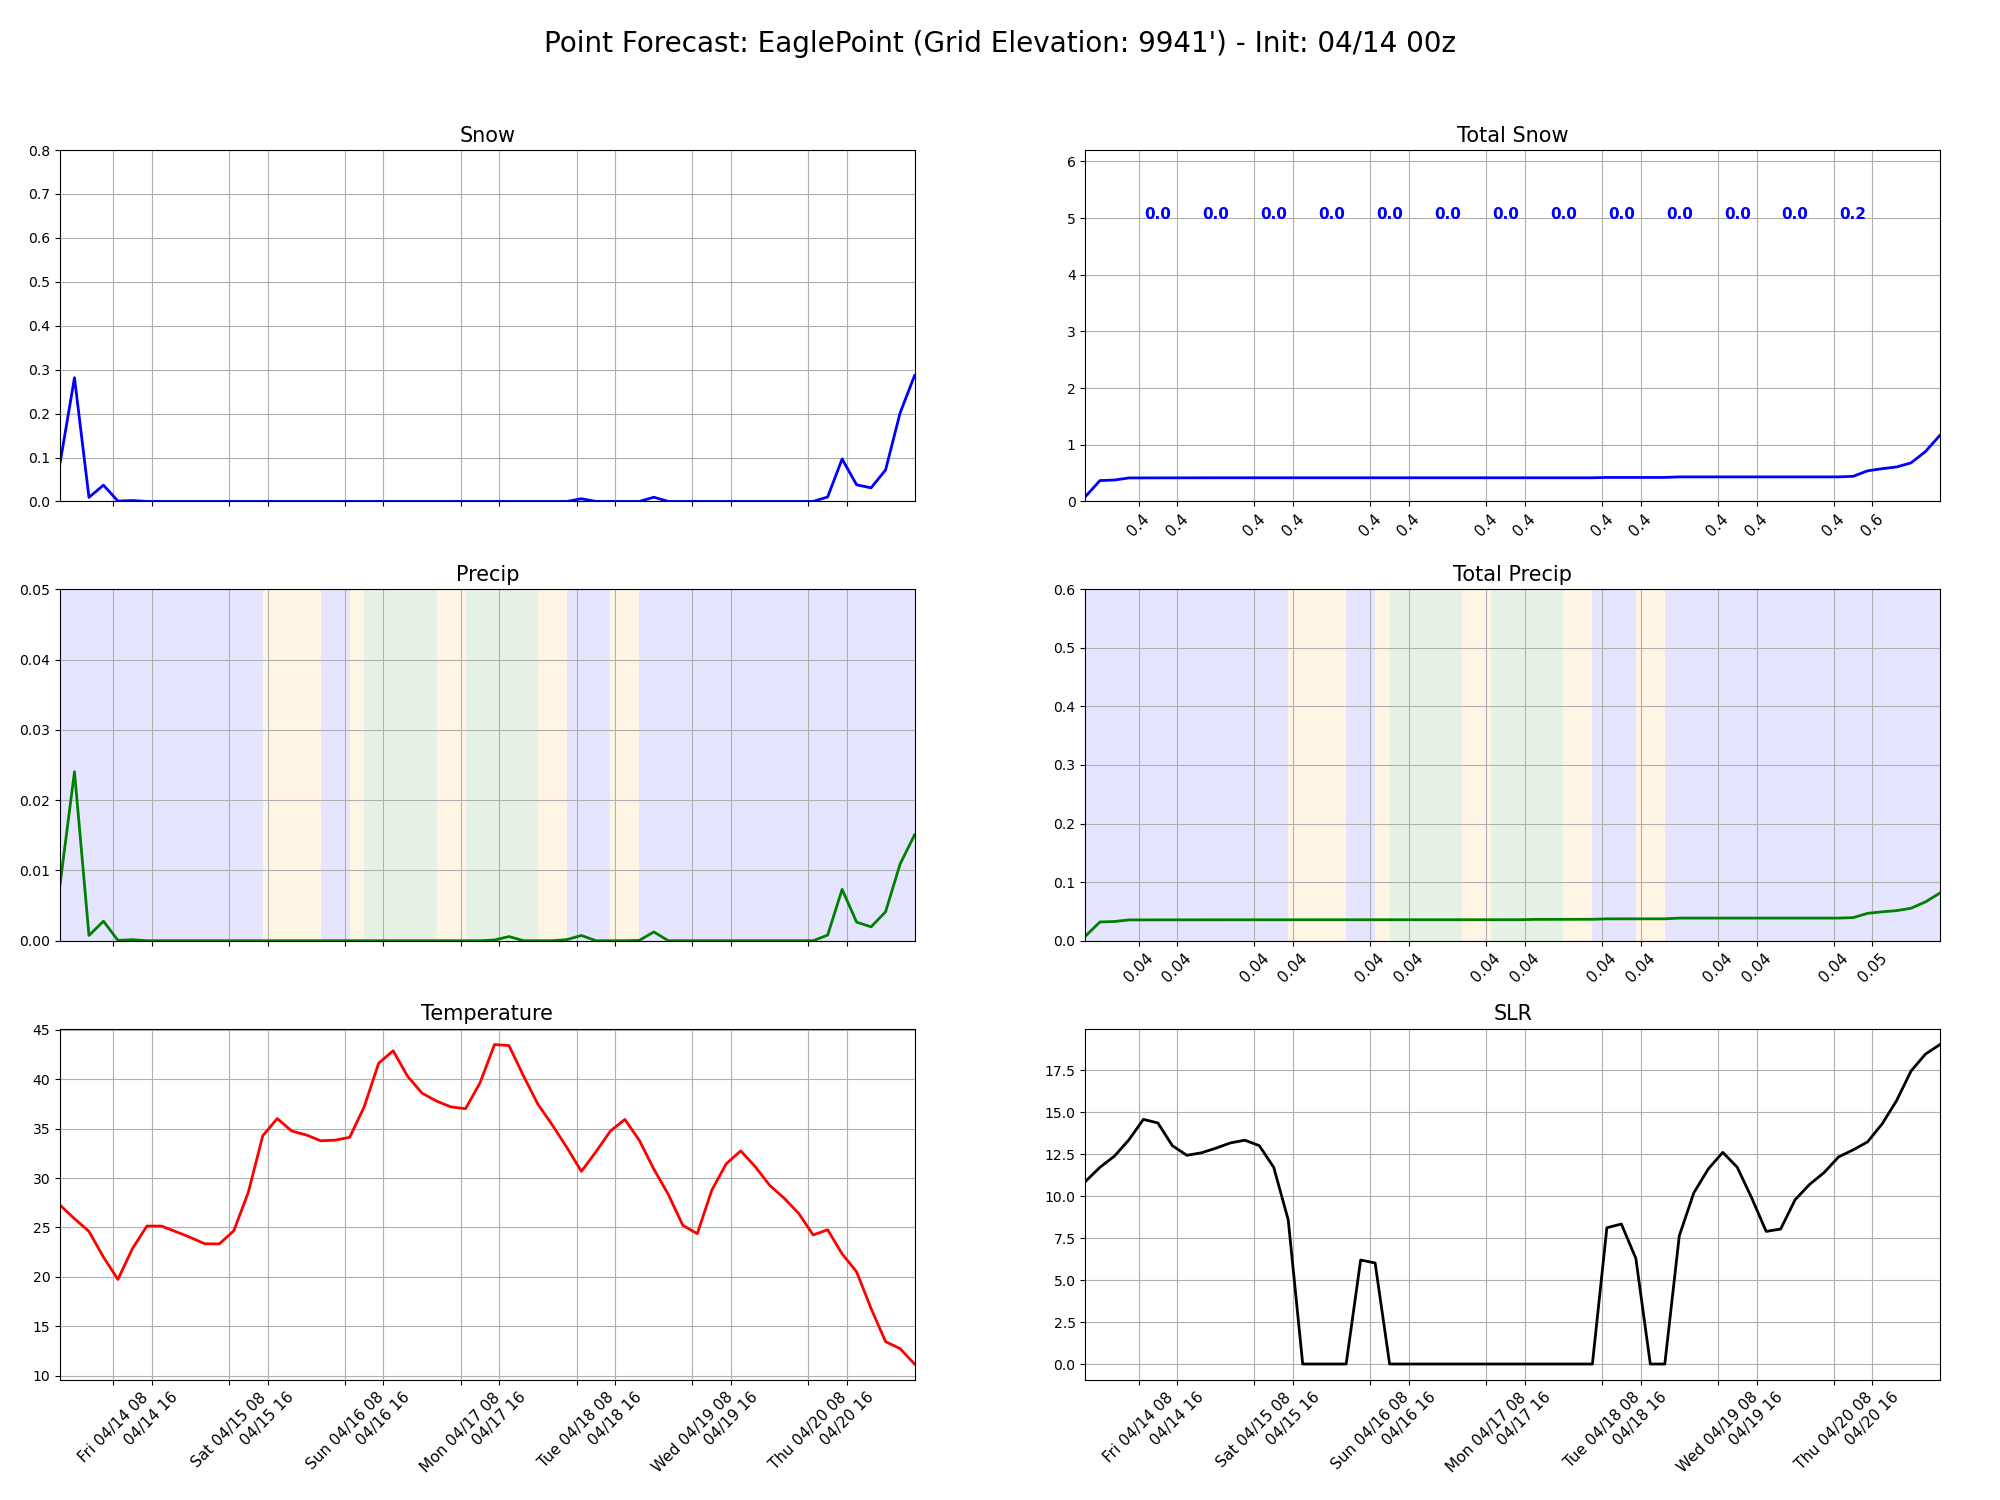 Point Forecast: EaglePoint (Grid Elevation: 9941') - Init: 04/14 00z
Snow
0.8
0.7
0.6
0.5
0.4
0.3
0.2
0.1
0.0
Total Snow
6
5
4
3
2
1
0
0.0 0.0 0.0 0.0 0.0 0.0 0.0 0.0 0.0 0.0 0.0 0.0 0.2
0.4 0.4 0.4 0.4 0.4 0.4 0.4 0.4 0.4 0.4 0.4 0.4 0.4 0.6
Precip
0.05
0.04
0.03
0.02
0.01
0.00
Total Precip
0.6
0.5
0.4
0.3
0.2
0.1
0.0
0.04 0.04 0.04 0.04 0.04 0.04 0.04 0.04 0.04 0.04 0.04 0.04 0.04 0.05
Temperature
45
40
35
30
25
20
15
10
Fri 04/14 08
04/14 16
Sat 04/15 08
04/15 16
Sun 04/16 08
04/16 16
Mon 04/17 08
04/17 16
Tue 04/18 08
04/18 16
Wed 04/19 08
04/19 16
Thu 04/20 08
04/20 16
SLR
17.5
15.0
12.5
10.0
7.5
5.0
2.5
0.0
Fri 04/14 08
04/14 16
Sat 04/15 08
04/15 16
Sun 04/16 08
04/16 16
Mon 04/17 08
04/17 16
Tue 04/18 08
04/18 16
Wed 04/19 08
04/19 16
Thu 04/20 08
04/20 16